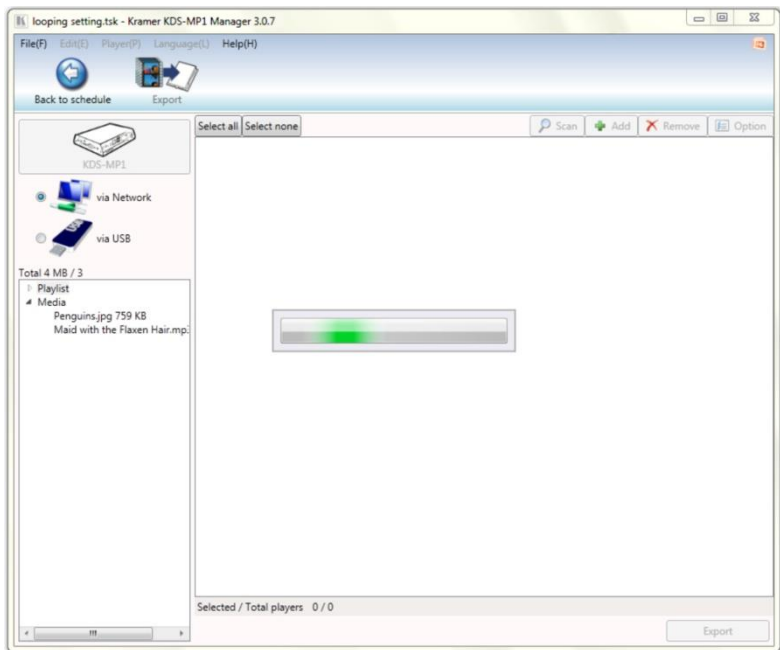 looping setting.tsk - Kramer KDS-MP1 Manager 3.0.7
File(F) Edit(E) Player(P) Language(L) Help(H)
Back to schedule Export
KDS-MP1
via Network
via USB
Total 4 MB / 3
Playlist
Media
Penguins.jpg 759 KB
Maid with the Flaxen Hair.mp3
Select all Select none Scan Add Remove Option
Selected / Total players 0 / 0
Export